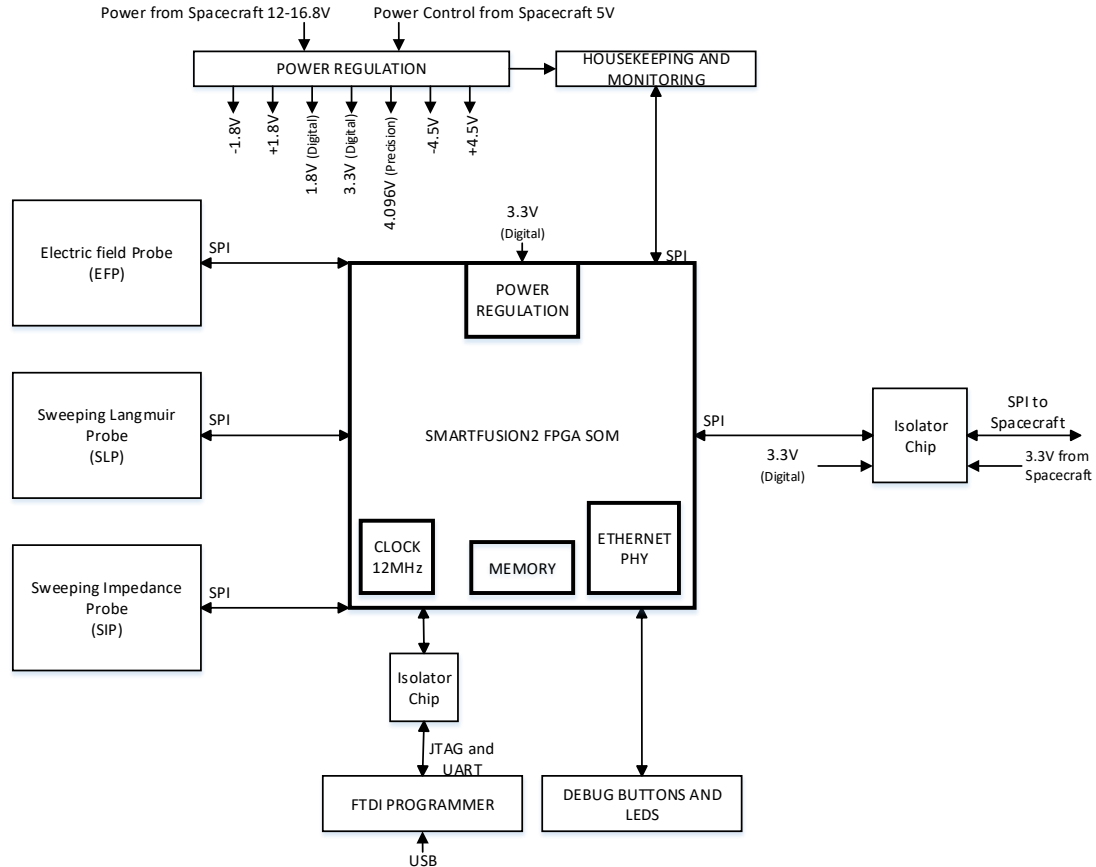 Power from Spacecraft 12-16.8V
Power Control from Spacecraft 5V
POWER REGULATION
HOUSEKEEPING AND
MONITORING
-1.8V
+1.8V
1.8V (Digital)
3.3V (Digital)
4.096V (Precision)
-4.5V
+4.5V
3.3V
(Digital)
SPI
Electric field Probe
(EFP)
SPI
POWER
REGULATION
Sweeping Langmuir
Probe
(SLP)
SPI
SMARTFUSION2 FPGA SOM
SPI
3.3V
(Digital)
Isolator
Chip
SPI to
Spacecraft
3.3V from
Spacecraft
Sweeping Impedance
Probe
(SIP)
SPI
CLOCK
12MHz
MEMORY
ETHERNET
PHY
Isolator
Chip
JTAG and
UART
FTDI PROGRAMMER
DEBUG BUTTONS AND
LEDS
USB